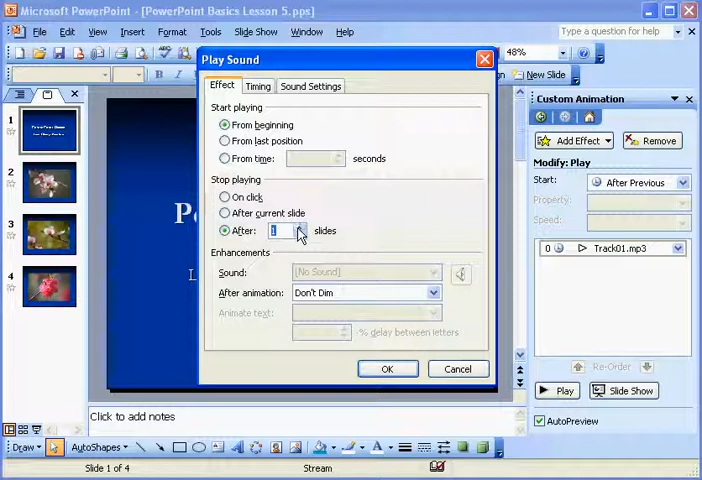 Microsoft PowerPoint - [PowerPoint Basics Lesson 5.pps]
File Edit View Insert Format Tools Slide Show Window Help
Type a question for help
48%
B I
New Slide
Play Sound
Effect Timing Sound Settings
Start playing
From beginning
From last position
From time: seconds
Stop playing
On click
After current slide
After: 1 slides
Enhancements
Sound: [No Sound]
After animation: Don't Dim
Animate text:
% delay between letters
OK Cancel
Custom Animation
Add Effect Remove
Modify: Play
Start: After Previous
Property:
Speed:
0 Track01.mp3
Re-Order
Play Slide Show
AutoPreview
1
2
3
4
Click to add notes
Draw AutoShapes
Slide 1 of 4 Stream